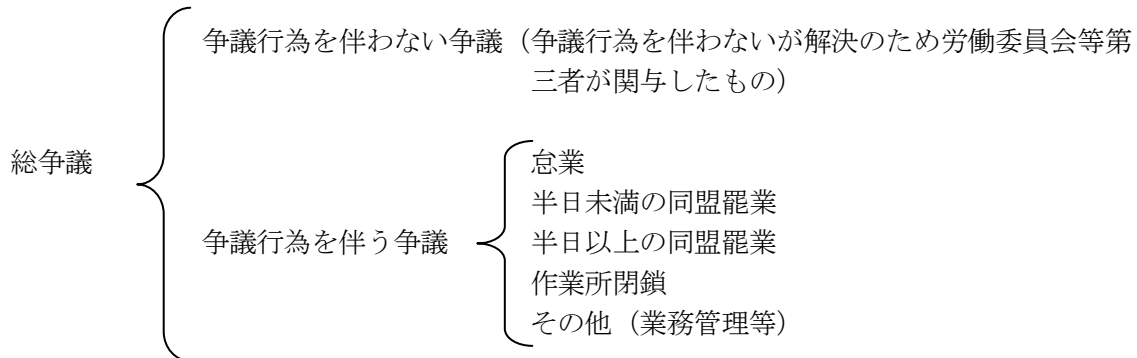 争議行為を伴わない争議（争議行為を伴わないが解決のため労働委員会等第
三者が関与したもの）
総争議
怠業
半日未満の同盟罷業
争議行為を伴う争議
半日以上の同盟罷業
作業所閉鎖
その他（業務管理等）